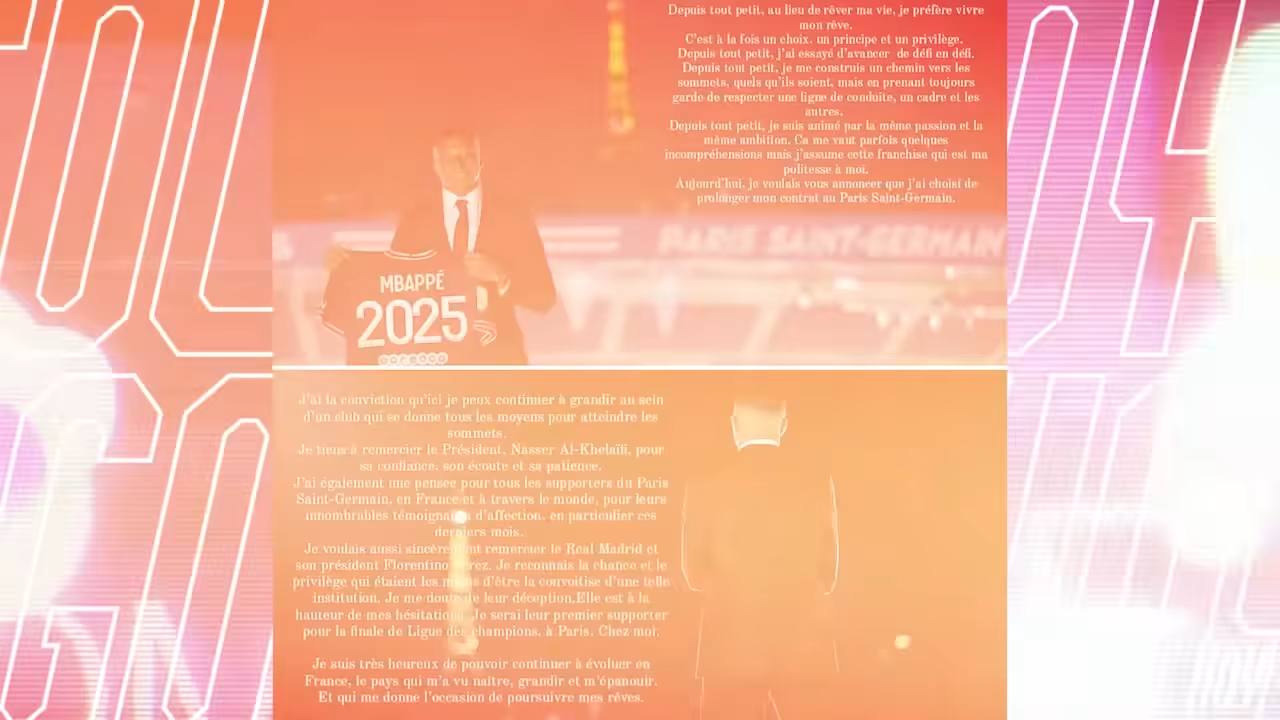 Depuis tout petit, au lieu de rêver ma vie, je préfère vivre
mon rêve.
C'est à la fois un choix, un principe et un privilège.
Depuis tout petit, j'ai essayé d'avancer de défi en défi.
Depuis tout petit, je me construis un chemin vers les
sommets, quels qu'ils soient, mais en prenant toujours
garde de respecter une ligne de conduite, un cadre et les
autres.
Depuis tout petit, je suis animé par la même passion et la
même ambition. Ca me vaut parfois quelques
incompréhensions mais j'assume cette franchise qui est ma
politesse à moi.
Aujourd'hui, je voulais vous annoncer que j'ai choisi de
prolonger mon contrat au Paris Saint-Germain.
PARIS SAINT-GERMAIN
MBAPPÉ
2025
OOREDOO
J'ai la conviction qu'ici je peux continuer à grandir au sein
d'un club qui se donne tous les moyens pour atteindre les
sommets.
Je tiens à remercier le Président, Nasser Al-Khelaïfi, pour
sa confiance, son écoute et sa patience.
J'ai également une pensée pour tous les supporters du Paris
Saint-Germain, en France et à travers le monde, pour leurs
innombrables d'affection, en particulier ces
derniers mois.
Je voulais aussi remercier le Real Madrid et
son président Florentino Je reconnais la chance et le
privilège qui étaient les d'être la convoitise d'une telle
institution. Je me doute de leur déception.Elle est à la
hauteur de mes Je serai leur premier supporter
pour la finale de Ligue des champions, à Paris. Chez moi.
Je suis très heureux de pouvoir continuer à évoluer en
France, le pays qui m'a vu naitre, grandir et m'épanouir.
Et qui me donne l'occasion de poursuivre mes rêves.